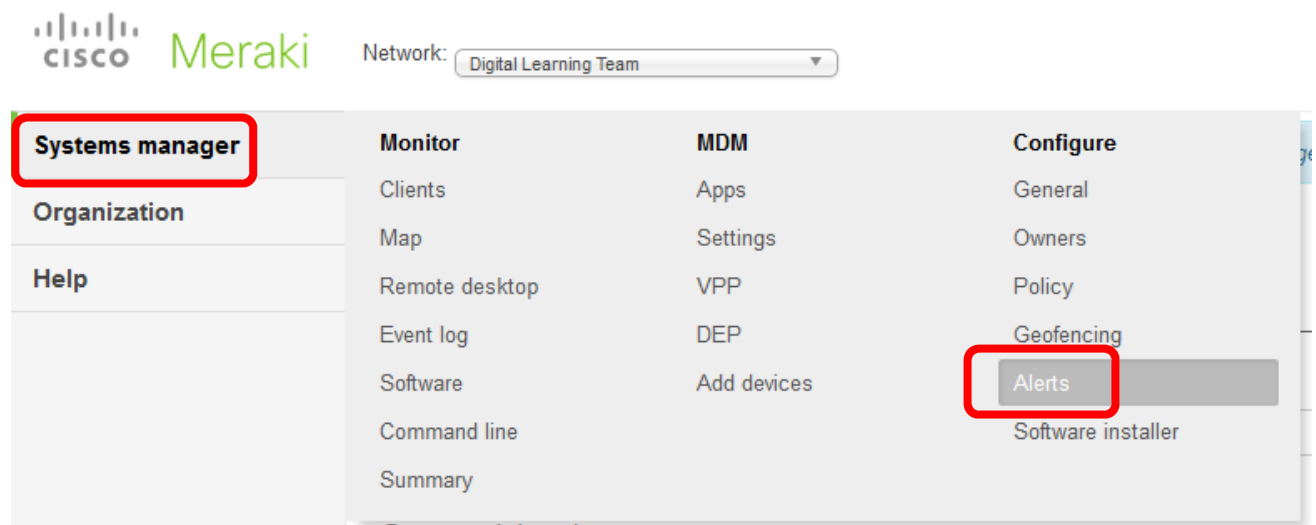 CISCO Meraki
Network: Digital Learning Team
Systems manager
Organization
Help
Monitor
Clients
Map
Remote desktop
Event log
Software
Command line
Summary
MDM
Apps
Settings
VPP
DEP
Add devices
Configure
General
Owners
Policy
Geofencing
Alerts
Software installer